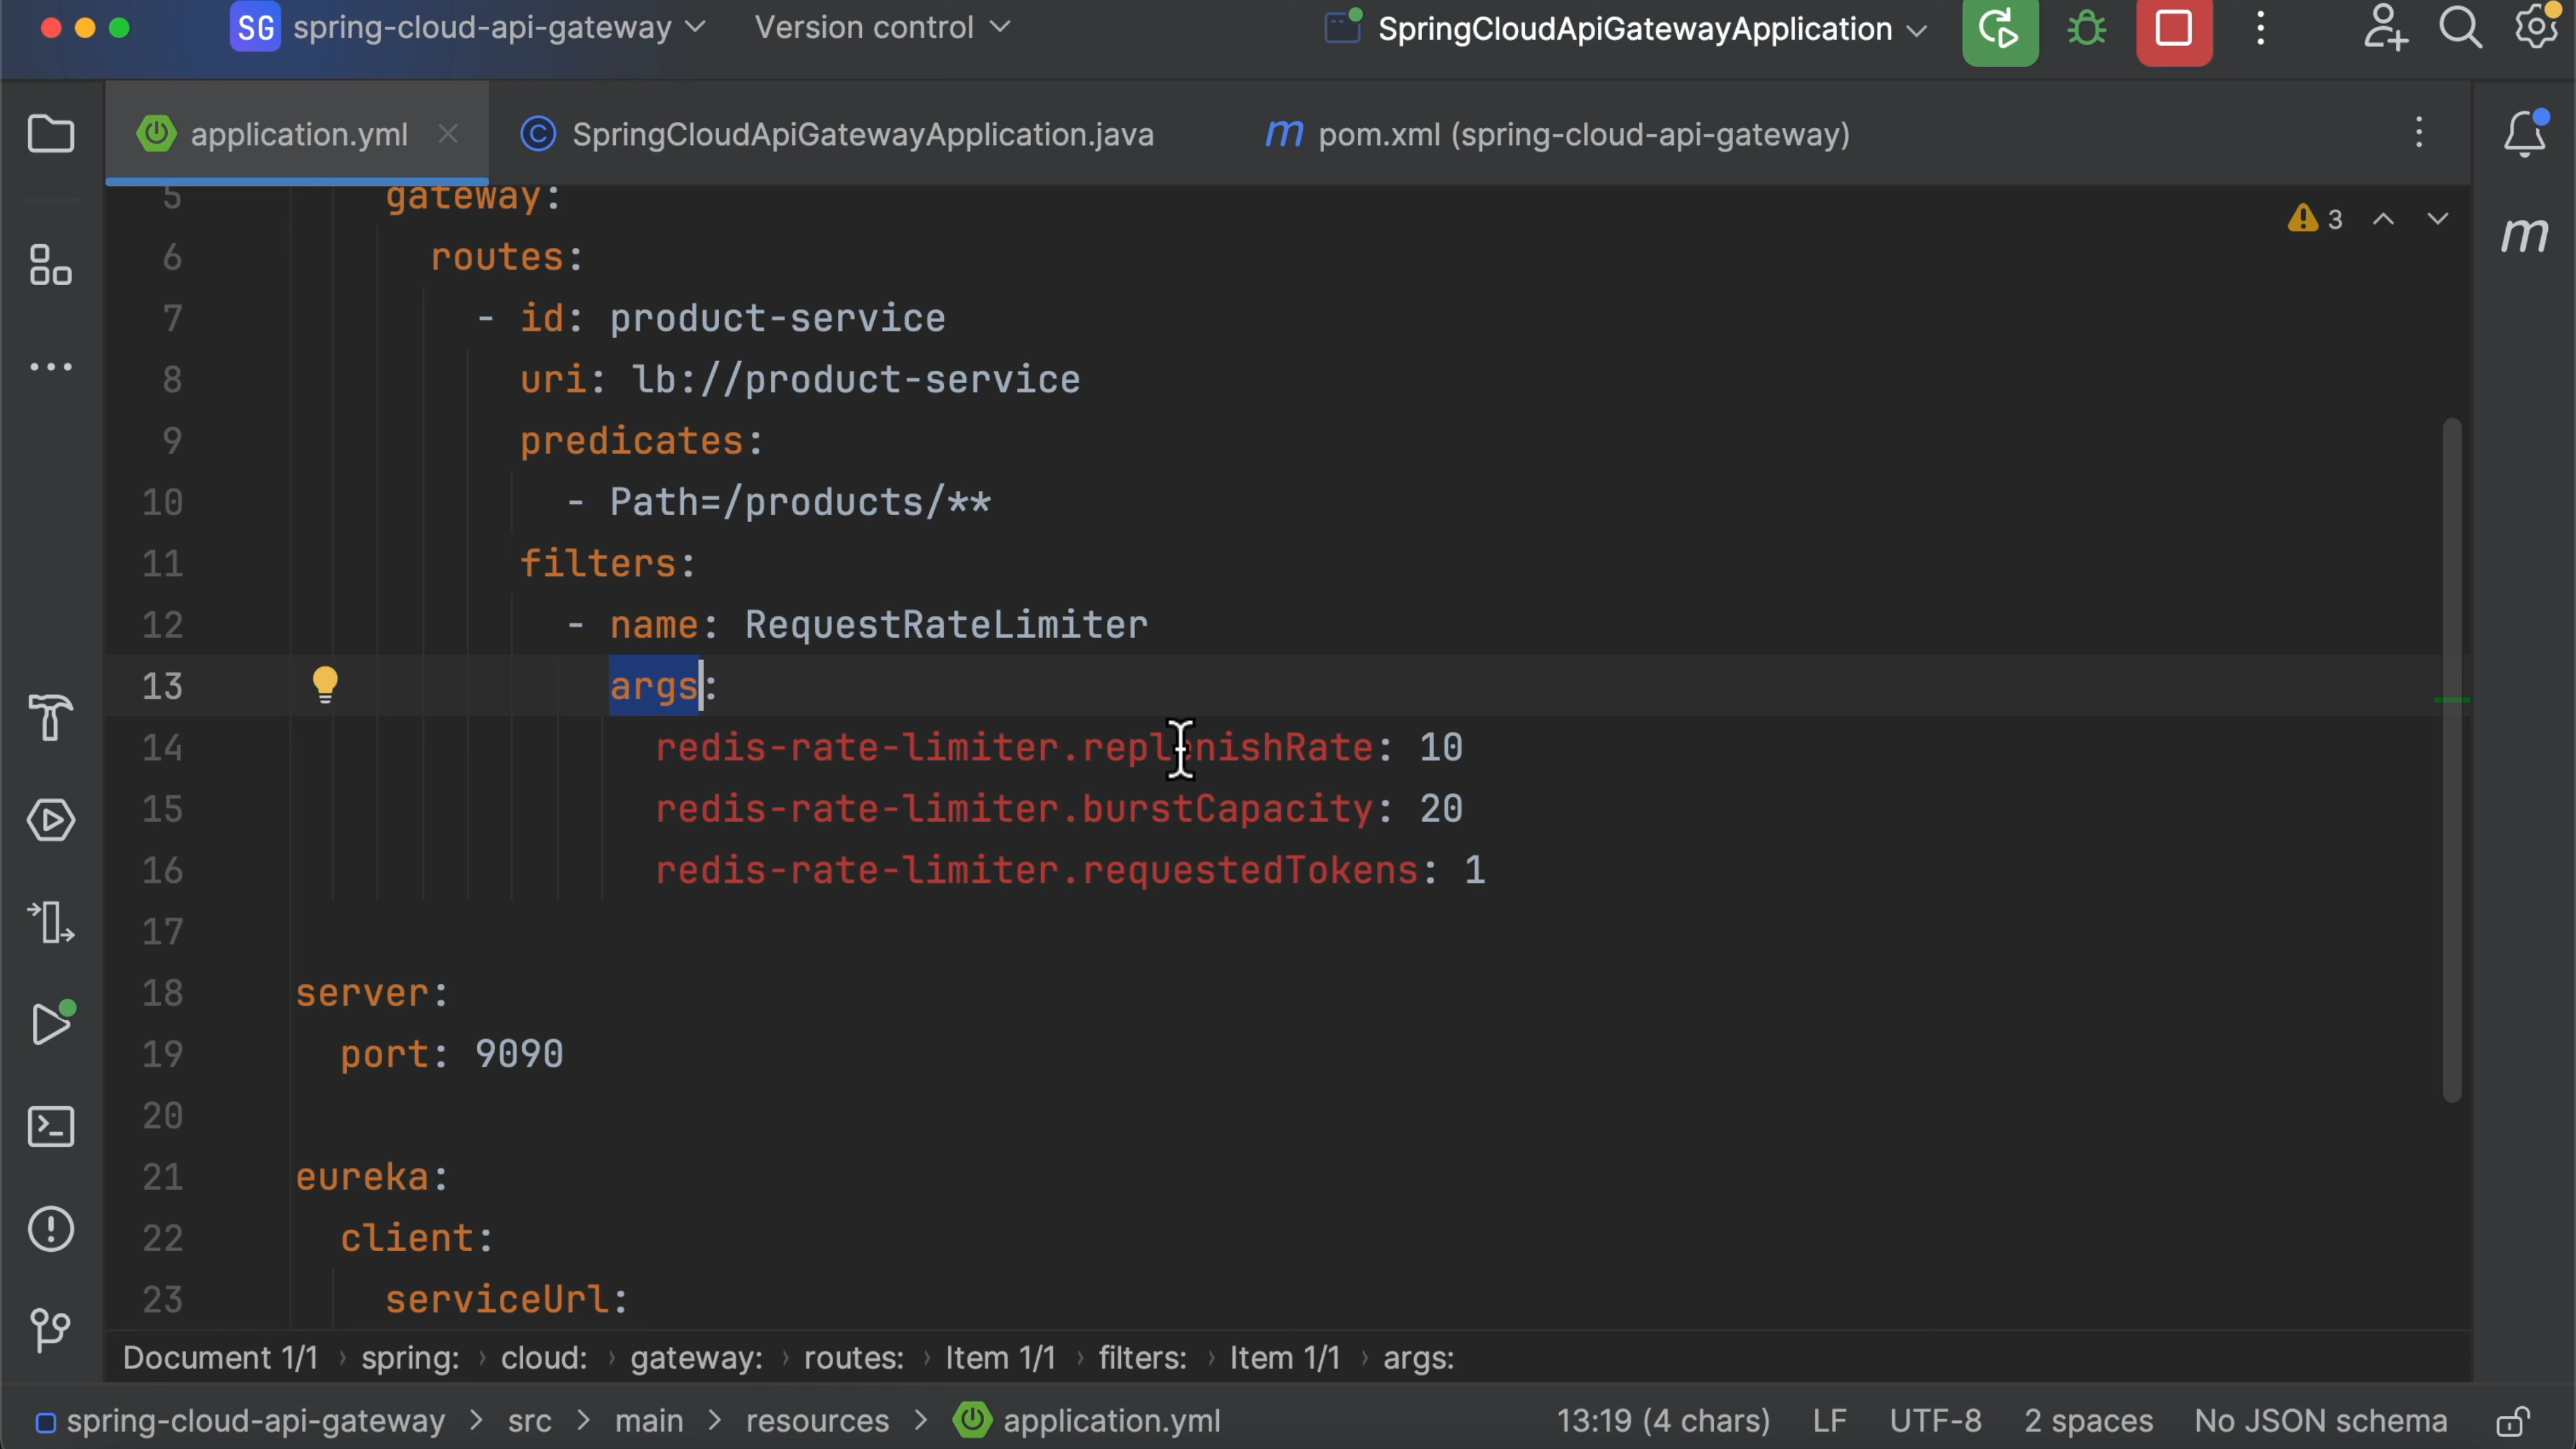 SG spring-cloud-api-gateway Version control SpringCloudApiGatewayApplication
application.yml SpringCloudApiGatewayApplication.java m pom.xml (spring-cloud-api-gateway)
3
m
5 gateway:
6 routes:
7 - id: product-service
8 uri: lb://product-service
9 predicates:
10 - Path=/products/**
11 filters:
12 - name: RequestRateLimiter
13 args:
14 redis-rate-limiter.replenishRate: 10
15 redis-rate-limiter.burstCapacity: 20
16 redis-rate-limiter.requestedTokens: 1
17
18 server:
19 port: 9090
20
21 eureka:
22 client:
23 serviceUrl:
Document 1/1 › spring: › cloud: › gateway: › routes: › Item 1/1 › filters: › Item 1/1 › args:
spring-cloud-api-gateway > src > main > resources > application.yml 13:19 (4 chars) LF UTF-8 2 spaces No JSON schema